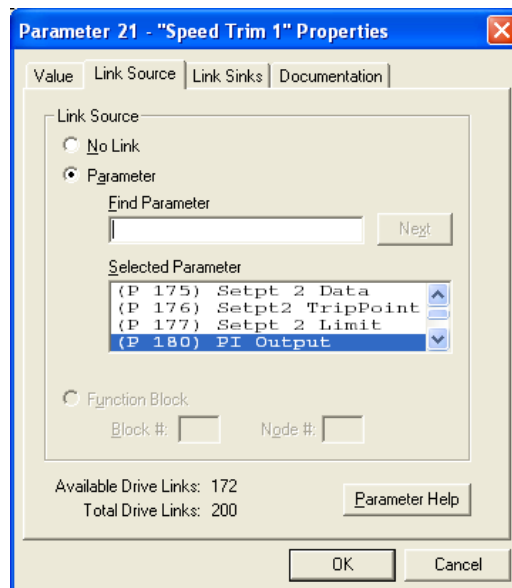 Parameter 21 - "Speed Trim 1" Properties
Value Link Source Link Sinks Documentation
Link Source
No Link
Parameter
Find Parameter
Next
Selected Parameter
(P 175) Setpt 2 Data
(P 176) Setpt2 TripPoint
(P 177) Setpt 2 Limit
(P 180) PI Output
Function Block
Block #: Node #:
Available Drive Links: 172
Total Drive Links: 200
Parameter Help
OK Cancel